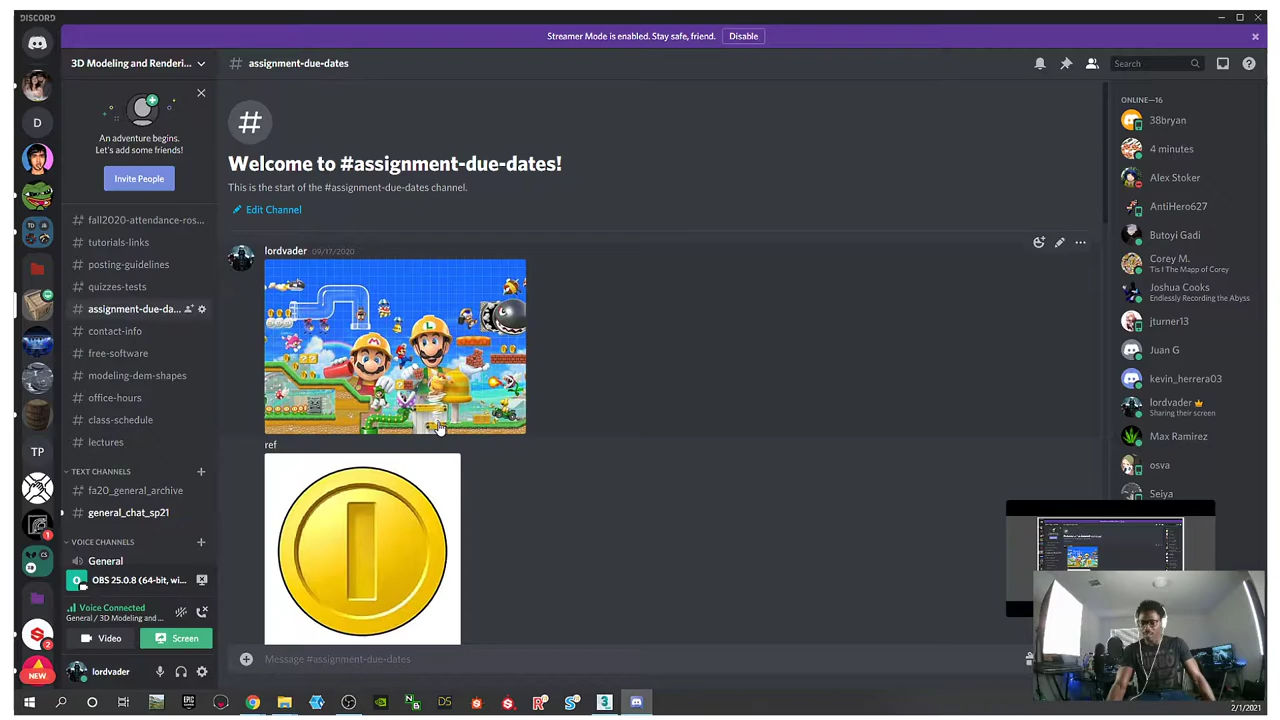 DISCORD
Streamer Mode is enabled. Stay safe, friend.
Disable
3D Modeling and Renderi...
# assignment-due-dates
Search
An adventure begins.
Let's add some friends!
Invite People
# fall2020-attendance-ros...
# tutorials-links
# posting-guidelines
# quizzes-tests
# assignment-due-da...
# contact-info
# free-software
# modeling-dem-shapes
# office-hours
# class-schedule
# lectures
TEXT CHANNELS
# fa20_general_archive
# general_chat_sp21
VOICE CHANNELS
General
OBS 25.0.8 (64-bit, wi...
Voice Connected
General / 3D Modeling and ...
Video
Screen
lordvader
D
TP
1
2
NEW
#
Welcome to #assignment-due-dates!
This is the start of the #assignment-due-dates channel.
Edit Channel
lordvader 09/17/2020
L
M
ref
Message #assignment-due-dates
ONLINE—16
38bryan
4 minutes
Alex Stoker
AntiHero627
Butoyi Gadi
Corey M.
Tis I The Mapp of Corey
Joshua Cooks
Endlessly Recording the Abyss
jturner13
Juan G
kevin_herrera03
lordvader
Sharing their screen
Max Ramirez
osva
Seiya
2/1/2021